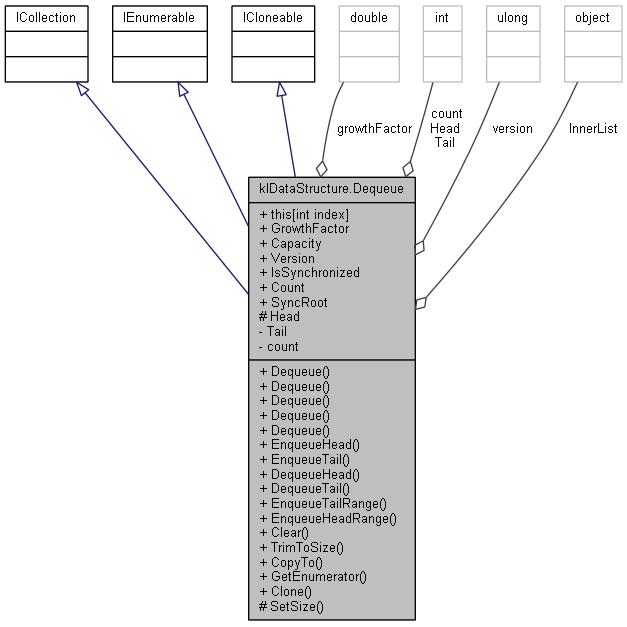 ICollection
IEnumerable
ICloneable
double
int
ulong
object
growthFactor
count
Head
Tail
version
InnerList
klDataStructure.Dequeue
+ this[int index]
+ GrowthFactor
+ Capacity
+ Version
+ IsSynchronized
+ Count
+ SyncRoot
# Head
- Tail
- count
+ Dequeue()
+ Dequeue()
+ Dequeue()
+ Dequeue()
+ Dequeue()
+ EnqueueHead()
+ EnqueueTail()
+ DequeueHead()
+ DequeueTail()
+ EnqueueTailRange()
+ EnqueueHeadRange()
+ Clear()
+ TrimToSize()
+ CopyTo()
+ GetEnumerator()
+ Clone()
# SetSize()